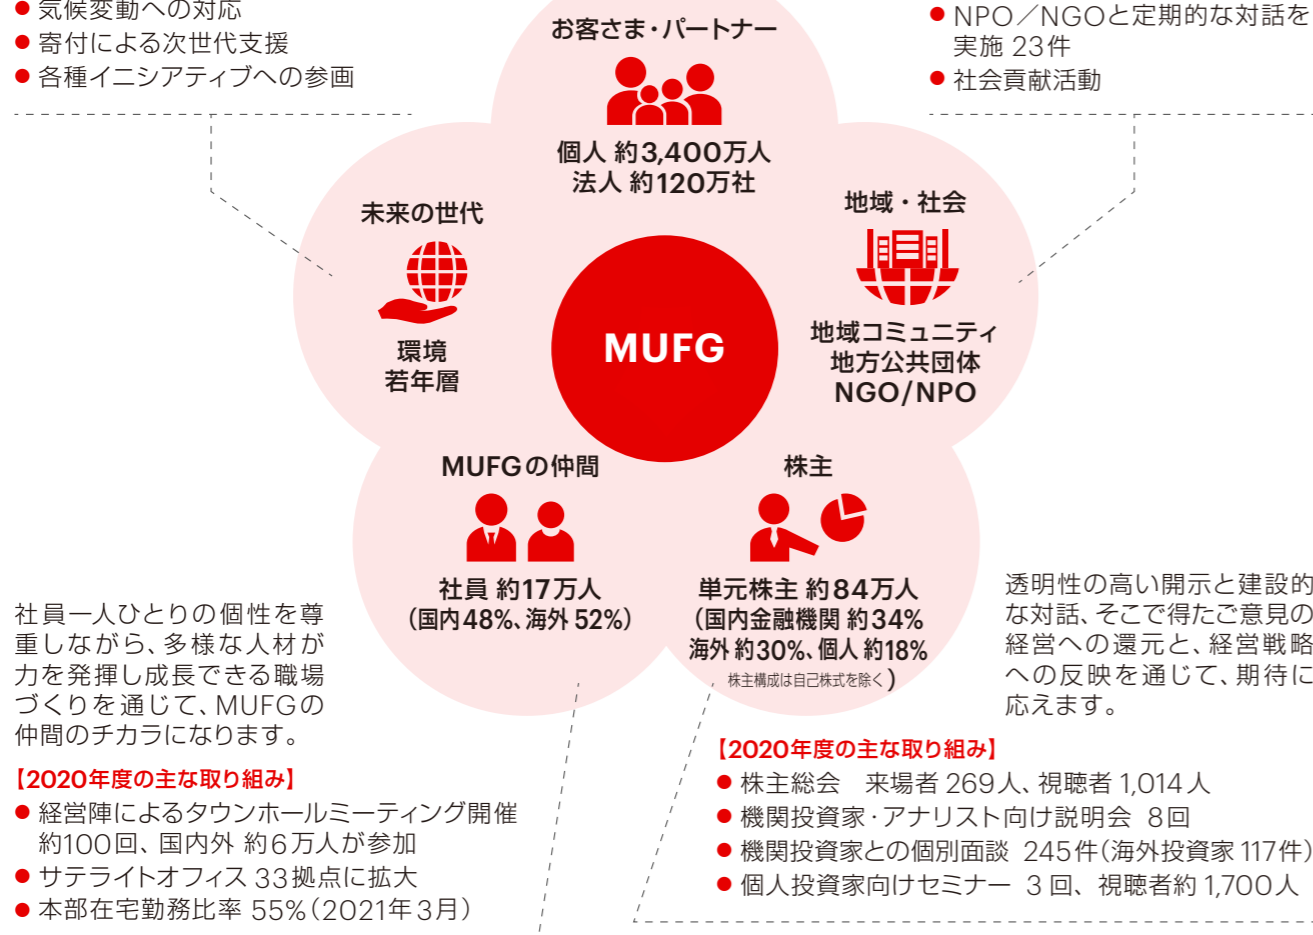 ● 気候変動への対応
● 寄付による次世代支援
● 各種イニシアティブへの参画
お客さま・パートナー
個人 約3,400万人
法人 約120万社
● NPO／NGOと定期的な対話を
実施 23件
● 社会貢献活動
未来の世代
環境
若年層
MUFG
地域・社会
地域コミュニティ
地方公共団体
NGO/NPO
MUFGの仲間
社員 約17万人
(国内48%、海外 52%)
株主
単元株主 約84万人
(国内金融機関 約34%
海外 約30%、個人 約18%
株主構成は自己株式を除く)
社員一人ひとりの個性を尊
重しながら、多様な人材が
力を発揮し成長できる職場
づくりを通じて、MUFGの
仲間のチカラになります。
【2020年度の主な取り組み】
● 経営陣によるタウンホールミーティング開催
約100回、国内外 約6万人が参加
● サテライトオフィス 33拠点に拡大
● 本部在宅勤務比率 55%(2021年3月)
透明性の高い開示と建設的
な対話、そこで得たご意見の
経営への還元と、経営戦略
への反映を通じて、期待に
応えます。
【2020年度の主な取り組み】
● 株主総会 来場者 269人、視聴者 1,014人
● 機関投資家・アナリスト向け説明会 8回
● 機関投資家との個別面談 245件(海外投資家 117件)
● 個人投資家向けセミナー 3回、視聴者約 1,700人